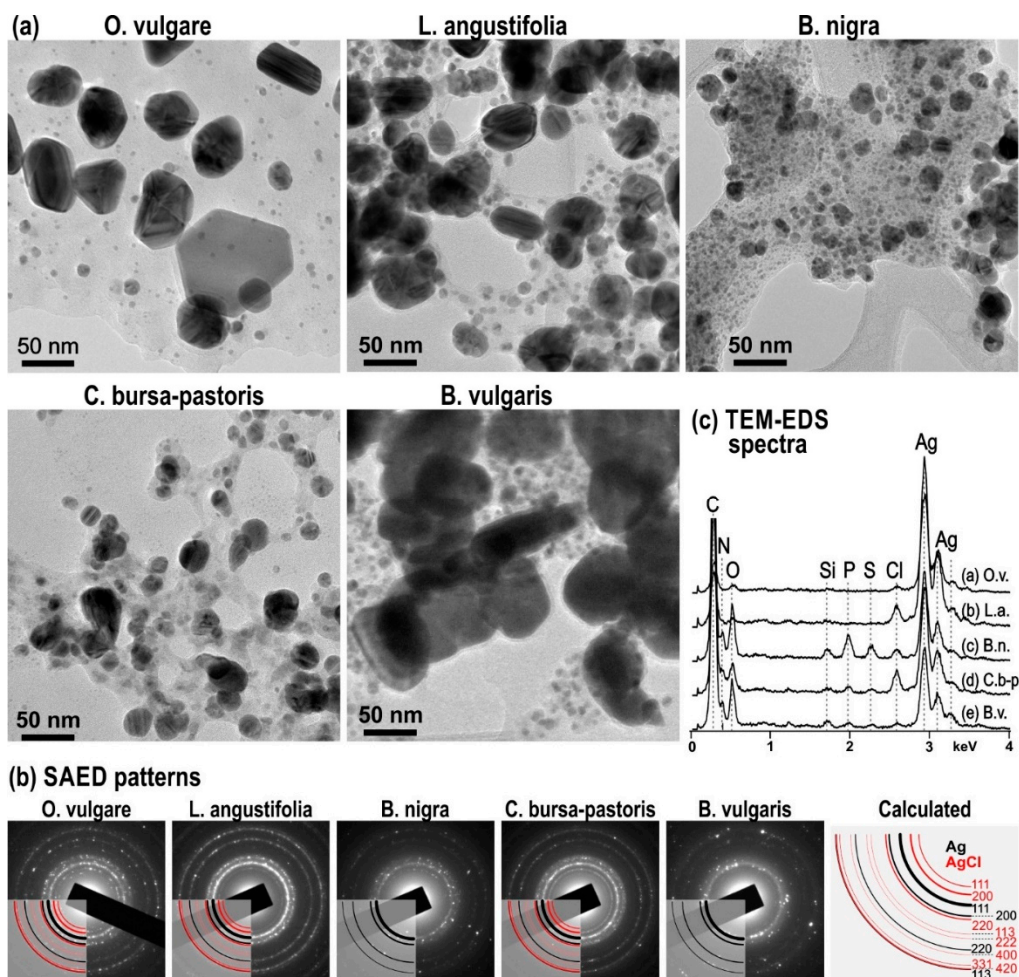 (a)
O. vulgare
L. angustifolia
B. nigra
50 nm
50 nm
50 nm
C. bursa-pastoris
B. vulgaris
50 nm
50 nm
(c) TEM-EDS
spectra
Ag
C
N
O
Si P S Cl
Ag
(a) O.v.
(b) L.a.
(c) B.n.
(d) C.b-p
(e) B.v.
0 1 2 keV 3 4
(b) SAED patterns
O. vulgare
L. angustifolia
B. nigra
C. bursa-pastoris
B. vulgaris
Calculated
Ag
AgCl
111
200
111
200
220
113
222
220
400
331
420
113